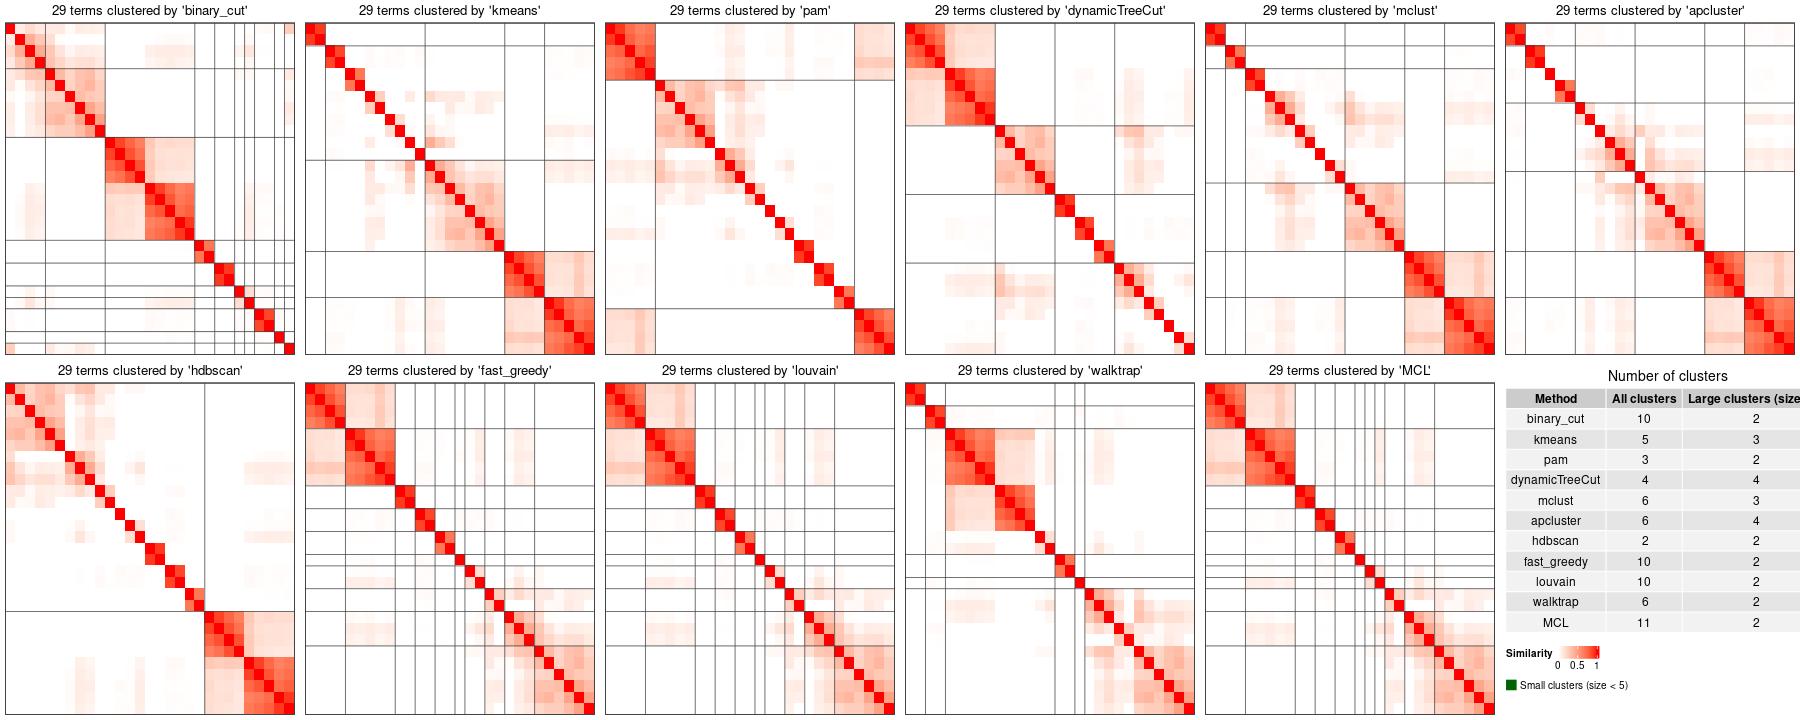 29 terms clustered by 'binary_cut'
29 terms clustered by 'kmeans'
29 terms clustered by 'pam'
29 terms clustered by 'dynamicTreeCut'
29 terms clustered by 'mclust'
29 terms clustered by 'apcluster'
29 terms clustered by 'hdbscan'
29 terms clustered by 'fast_greedy'
29 terms clustered by 'louvain'
29 terms clustered by 'walktrap'
29 terms clustered by 'MCL'
Number of clusters
Method All clusters Large clusters (size
binary_cut 10 2
kmeans 5 3
pam 3 2
dynamicTreeCut 4 4
mclust 6 3
apcluster 6 4
hdbscan 2 2
fast_greedy 10 2
louvain 10 2
walktrap 6 2
MCL 11 2
Similarity
0 0.5 1
Small clusters (size < 5)